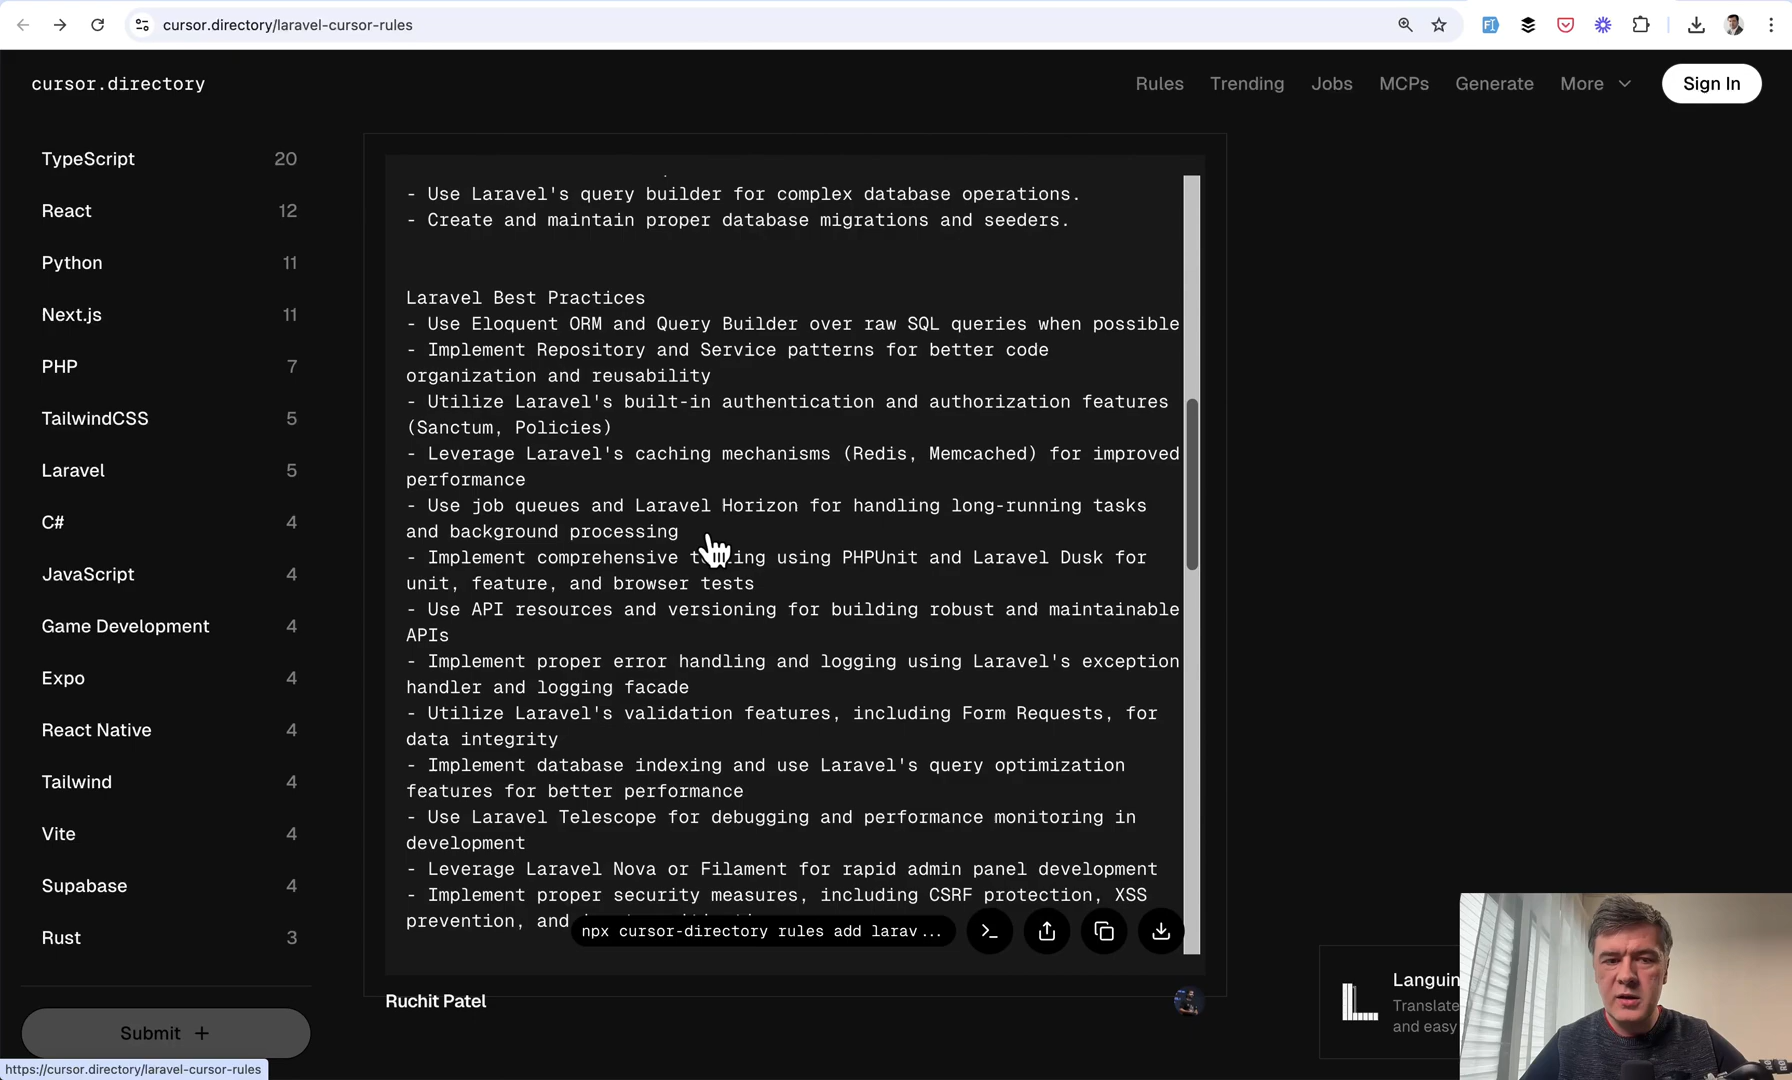 cursor.directory/laravel-cursor-rules
cursor.directory
Rules
Trending
Jobs
MCPs
Generate
More
Sign In
TypeScript 20
React 12
Python 11
Next.js 11
PHP 7
TailwindCSS 5
Laravel 5
C# 4
JavaScript 4
Game Development 4
Expo 4
React Native 4
Tailwind 4
Vite 4
Supabase 4
Rust 3
Submit +
https://cursor.directory/laravel-cursor-rules
- Use Laravel's query builder for complex database operations.
- Create and maintain proper database migrations and seeders.
Laravel Best Practices
- Use Eloquent ORM and Query Builder over raw SQL queries when possible
- Implement Repository and Service patterns for better code
organization and reusability
- Utilize Laravel's built-in authentication and authorization features
(Sanctum, Policies)
- Leverage Laravel's caching mechanisms (Redis, Memcached) for improved
performance
- Use job queues and Laravel Horizon for handling long-running tasks
and background processing
- Implement comprehensive using PHPUnit and Laravel Dusk for
unit, feature, and browser tests
- Use API resources and versioning for building robust and maintainable
APIs
- Implement proper error handling and logging using Laravel's exception
handler and logging facade
- Utilize Laravel's validation features, including Form Requests, for
data integrity
- Implement database indexing and use Laravel's query optimization
features for better performance
- Use Laravel Telescope for debugging and performance monitoring in
development
- Leverage Laravel Nova or Filament for rapid admin panel development
- Implement proper security measures, including CSRF protection, XSS
prevention, and
npx cursor-directory rules add larav...
Ruchit Patel
Languin
Translate
and easy